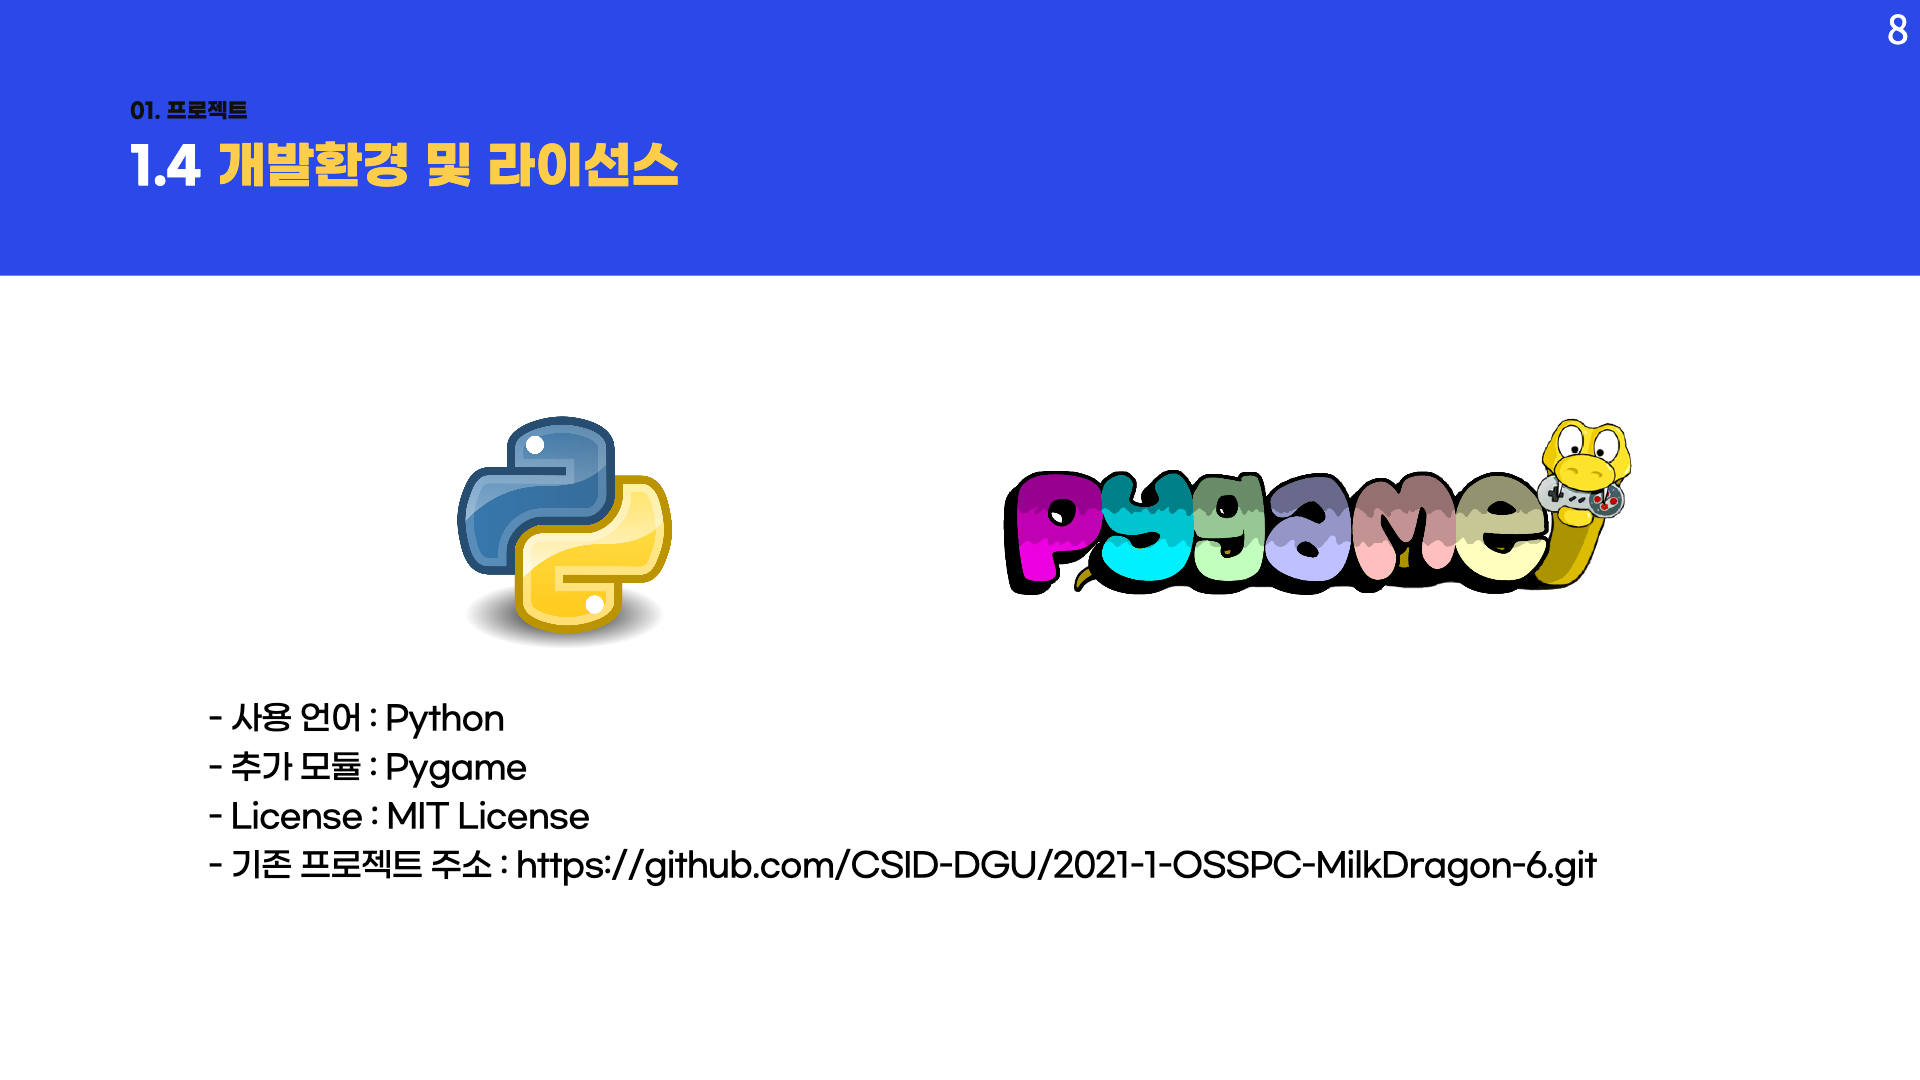 8
01. 프로젝트
1.4 개발환경 및 라이선스
pygame
- 사용 언어 : Python
- 추가 모듈 : Pygame
- License : MIT License
- 기존 프로젝트 주소 : https://github.com/CSID-DGU/2021-1-OSSPC-MilkDragon-6.git